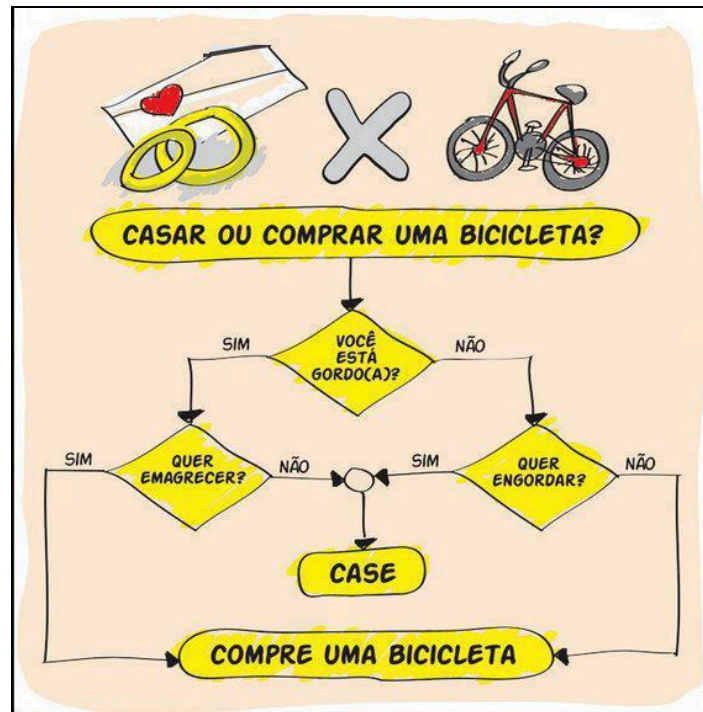 CASAR OU COMPRAR UMA BICICLETA?
VOCÊ
ESTÁ
GORDO(A)?
SIM
NÃO
QUER
EMAGRECER?
SIM
NÃO
QUER
ENGORDAR?
SIM
NÃO
CASE
COMPRE UMA BICICLETA